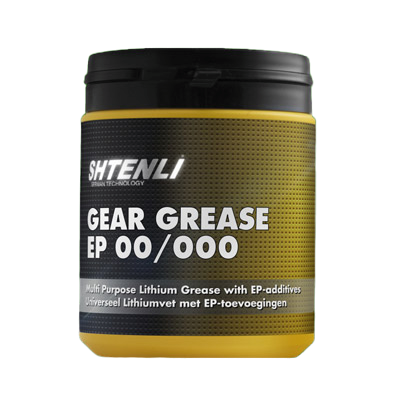 SHTENLI
GERMAN TECHNOLOGY
GEAR GREASE
EP 00/000
Multi Purpose Lithium Grease with EP-additives
Universeel Lithiumvet met EP-toevoegingen